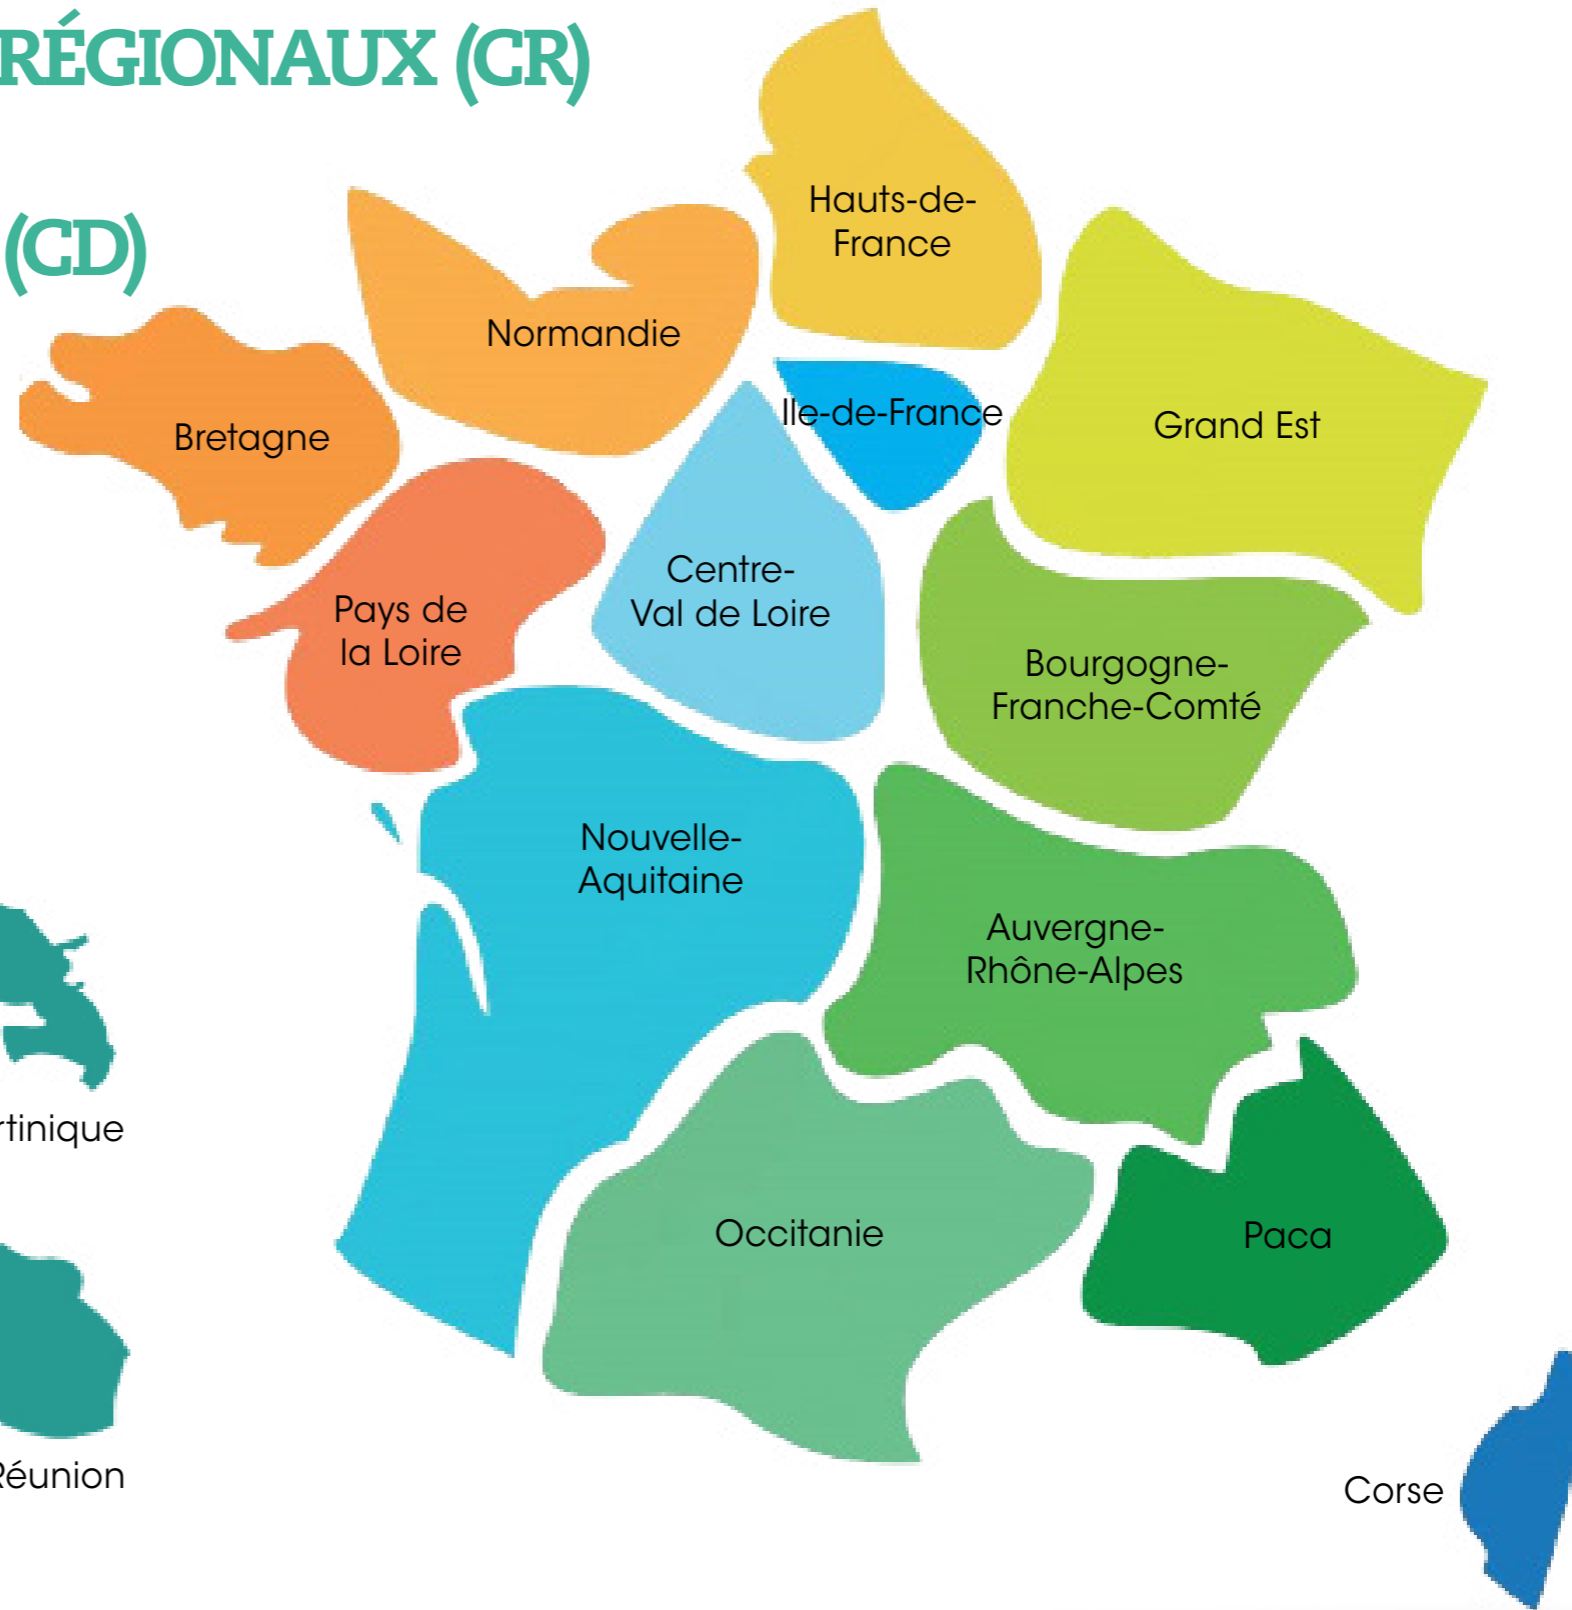 RÉGIONAUX (CR)
(CD)
Hauts-de-
France
Normandie
Ile-de-France
Grand Est
Bretagne
Centre-
Val de Loire
Pays de
la Loire
Bourgogne-
Franche-Comté
Nouvelle-
Aquitaine
Auvergne-
Rhône-Alpes
rtinique
Occitanie
Paca
Réunion
Corse